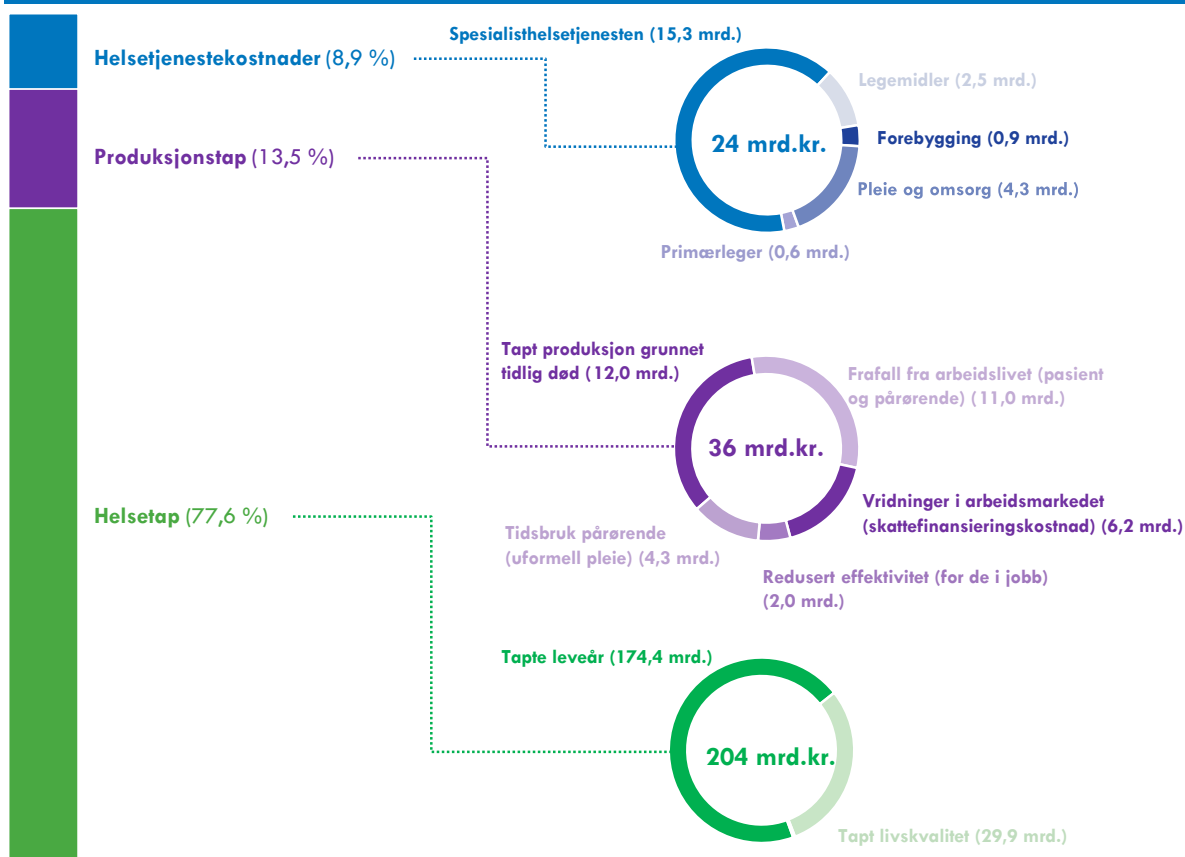 Helsetjenestekostnader (8,9 %)
Produksjonstap (13,5 %)
Helsetap (77,6 %)
Spesialisthelsetjenesten (15,3 mrd.)
Legemidler (2,5 mrd.)
24 mrd.kr.
Forebygging (0,9 mrd.)
Pleie og omsorg (4,3 mrd.)
Primærleger (0,6 mrd.)
Tapt produksjon grunnet
tidlig død (12,0 mrd.)
Frafall fra arbeidslivet (pasient
og pårørende) (11,0 mrd.)
36 mrd.kr.
Vridninger i arbeidsmarkedet
(skattefinansieringskostnad) (6,2 mrd.)
Tidsbruk pårørende
(uformell pleie) (4,3 mrd.)
Redusert effektivitet (for de i jobb)
(2,0 mrd.)
Tapte leveår (174,4 mrd.)
204 mrd.kr.
Tapt livskvalitet (29,9 mrd.)